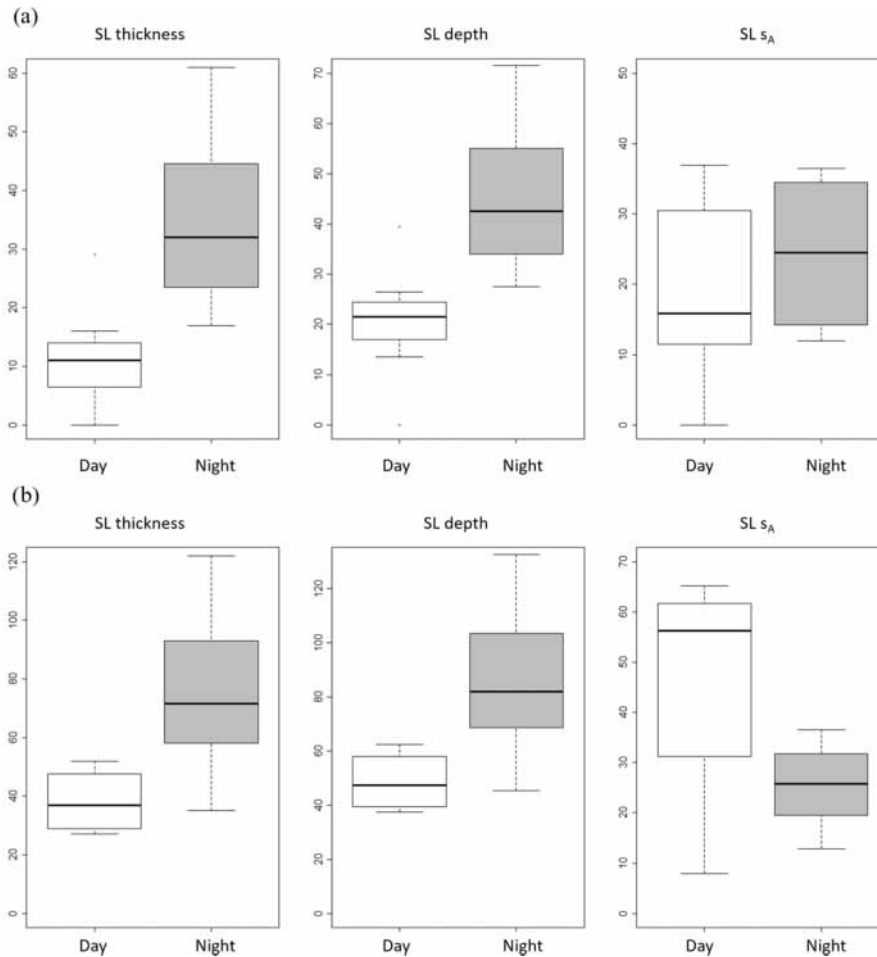 (a)
SL thickness SL depth SL sA
0 10 20 30 40 50 60
0 10 20 30 40 50 60 70
0 10 20 30 40 50
Day Night Day Night Day Night
(b)
SL thickness SL depth SL sA
0 20 40 60 80 100 120
0 20 40 60 80 100 120
0 10 20 30 40 50 60 70
Day Night Day Night Day Night